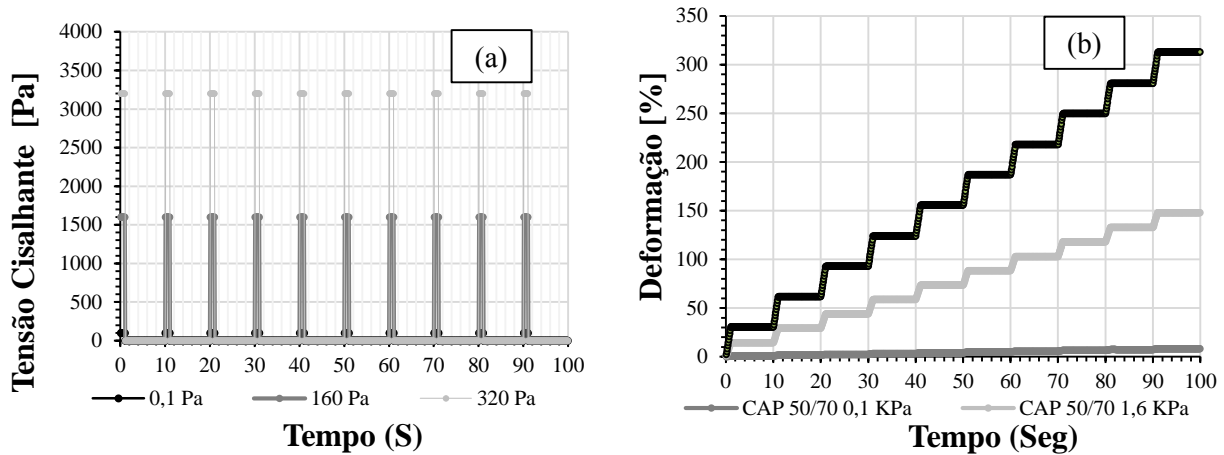 (a)
Tensão Cisalhante [Pa]
4000
3500
3000
2500
2000
1500
1000
500
0
0 10 20 30 40 50 60 70 80 90 100
0,1 Pa 160 Pa 320 Pa
Tempo (S)
(b)
Deformação [%]
350
300
250
200
150
100
50
0
0 10 20 30 40 50 60 70 80 90 100
CAP 50/70 0,1 KPa CAP 50/70 1,6 KPa
Tempo (Seg)